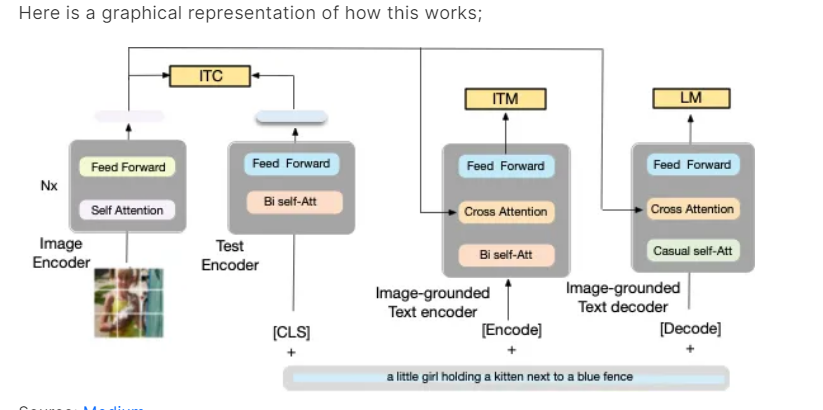 Here is a graphical representation of how this works;
ITC
ITM
LM
Feed Forward
Self Attention
Nx
Image
Encoder
Feed Forward
Bi self-Att
Test
Encoder
[CLS]
+
Feed Forward
Cross Attention
Bi self-Att
Image-grounded
Text encoder
[Encode]
+
Feed Forward
Cross Attention
Casual self-Att
Image-grounded
Text decoder
[Decode]
+
a little girl holding a kitten next to a blue fence
Source: Medium